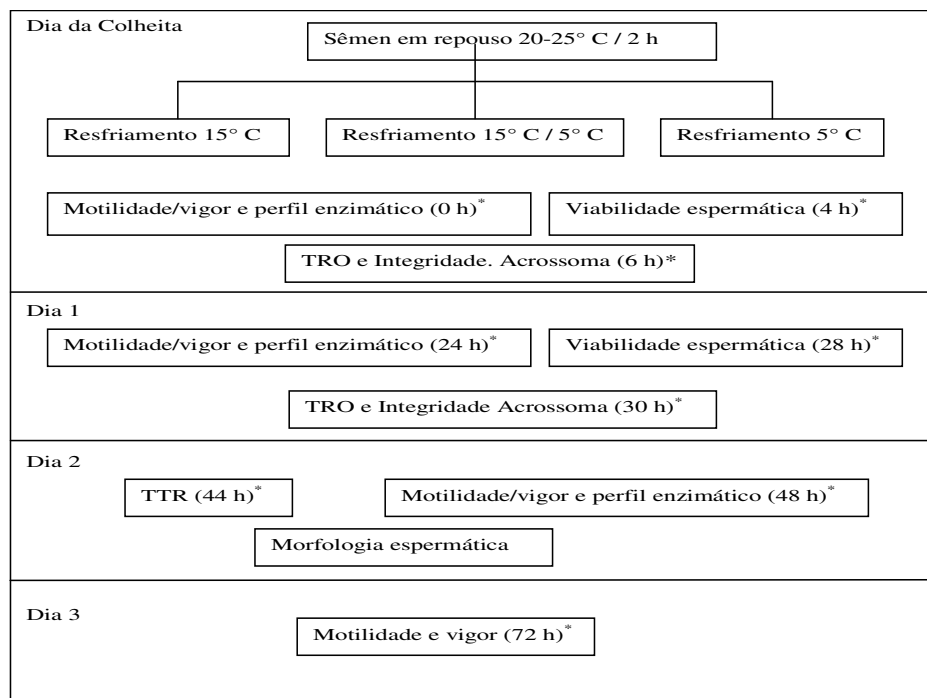 Dia da Colheita
Sêmen em repouso 20-25° C / 2 h
Resfriamento 15° C
Resfriamento 15° C / 5° C
Resfriamento 5° C
Motilidade/vigor e perfil enzimático (0 h)*
Viabilidade espermática (4 h)*
TRO e Integridade. Acrossoma (6 h)*
Dia 1
Motilidade/vigor e perfil enzimático (24 h)*
Viabilidade espermática (28 h)*
TRO e Integridade Acrossoma (30 h)*
Dia 2
TTR (44 h)*
Motilidade/vigor e perfil enzimático (48 h)*
Morfologia espermática
Dia 3
Motilidade e vigor (72 h)*